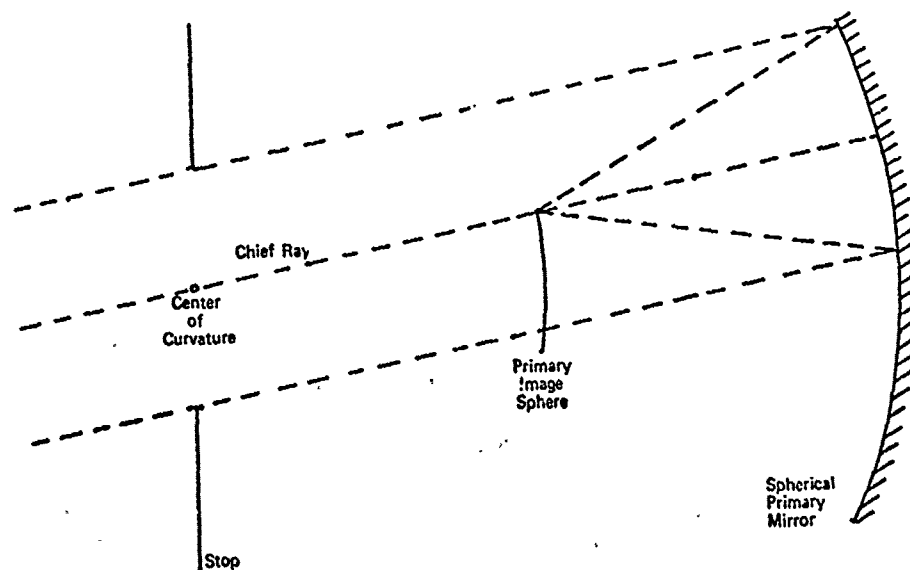 Chief Ray
Center
of
Curvature
Primary
Image
Sphere
Spherical
Primary
Mirror
Stop